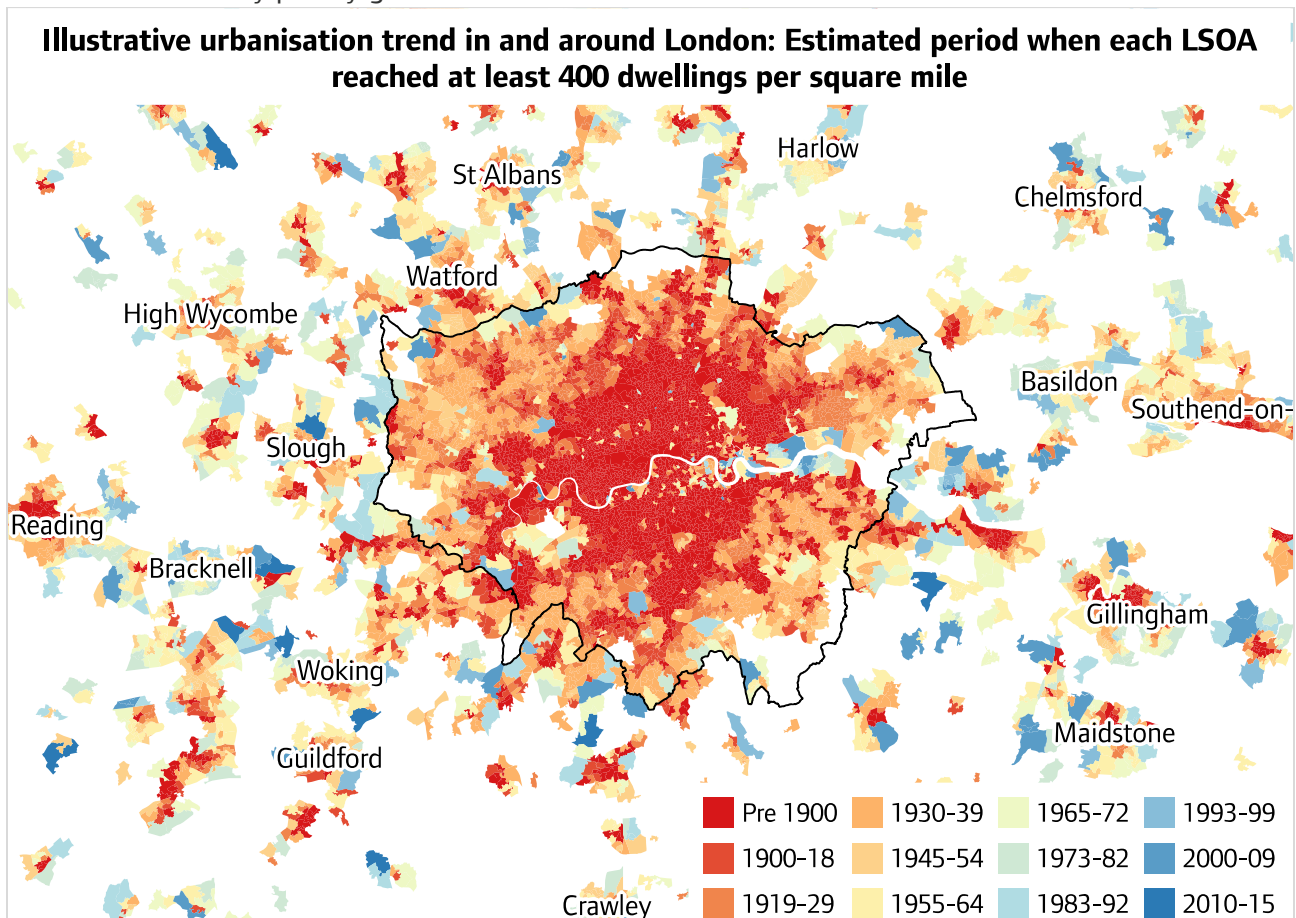 Illustrative urbanisation trend in and around London: Estimated period when each LSOA
reached at least 400 dwellings per square mile
Harlow
St Albans
Chelmsford
Watford
High Wycombe
Basildon
Southend-on-
Slough
Reading
Bracknell
Gillingham
Woking
Maidstone
Guildford
Pre 1900 1930-39 1965-72 1993-99
1900-18 1945-54 1973-82 2000-09
1919-29 1955-64 1983-92 2010-15
Crawley